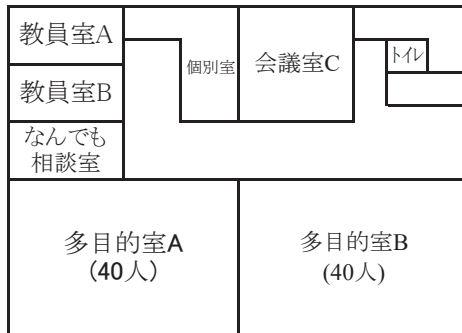 教員室A
個別室
会議室C
トイレ
教員室B
なんでも
相談室
多目的室A
(40人)
多目的室B
(40人)